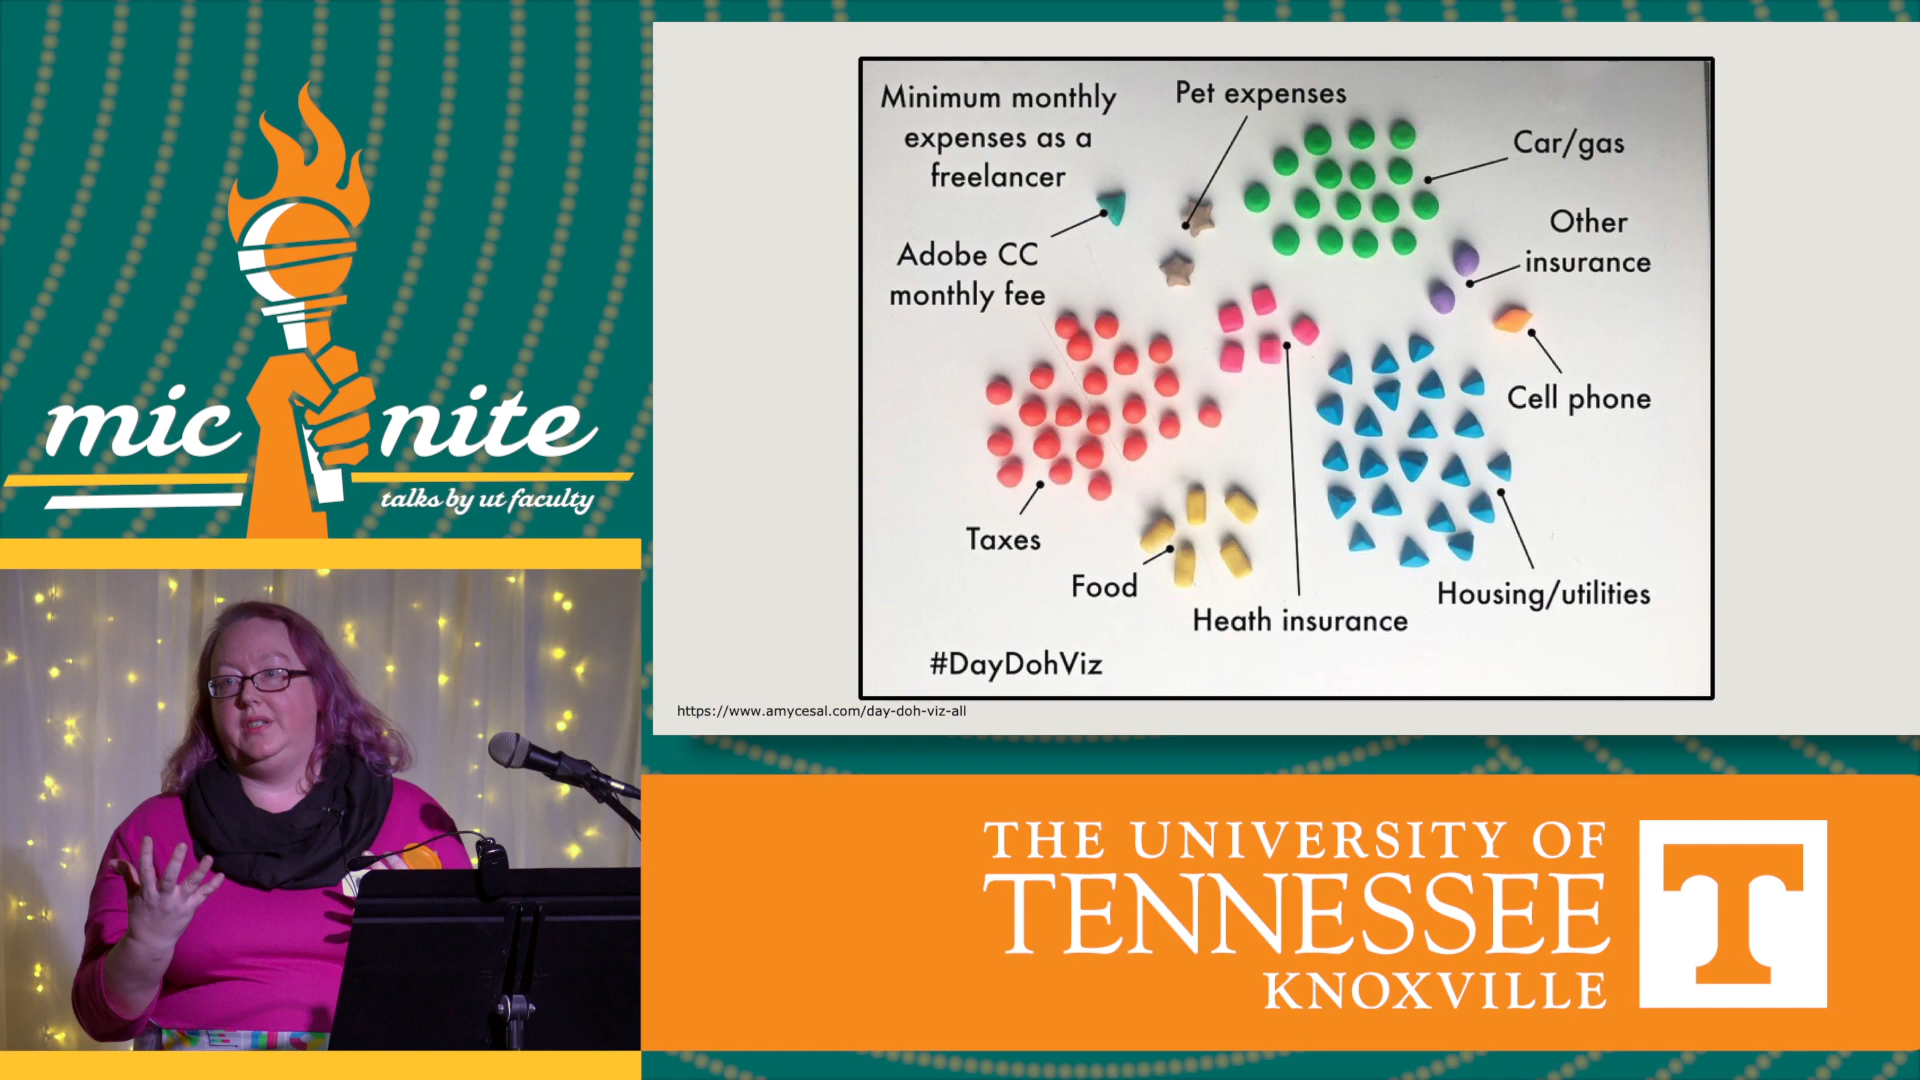 mic nite
talks by ut faculty
Minimum monthly
expenses as a
freelancer
Pet expenses
Car/gas
Other
insurance
Adobe CC
monthly fee
Cell phone
Taxes
Food
Heath insurance
Housing/utilities
#DayDohViz
https://www.amycesal.com/day-doh-viz-all
THE UNIVERSITY OF
TENNESSEE
KNOXVILLE
T